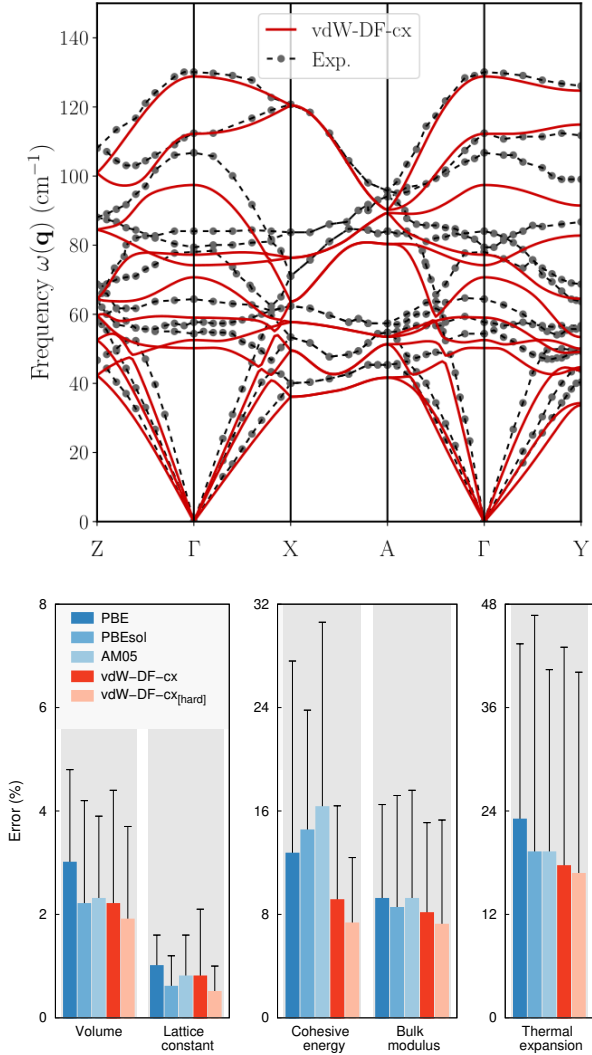 vdW-DF-cx
Exp.
Frequency ω(q) (cm⁻¹)
140
120
100
80
60
40
20
0
Z Γ X A Γ Y
PBE
PBEsol
AM05
vdW−DF−cx
vdW−DF−cx[hard]
Error (%)
8
6
4
2
0
32
24
16
8
0
48
36
24
12
0
Volume
Lattice
constant
Cohesive
energy
Bulk
modulus
Thermal
expansion